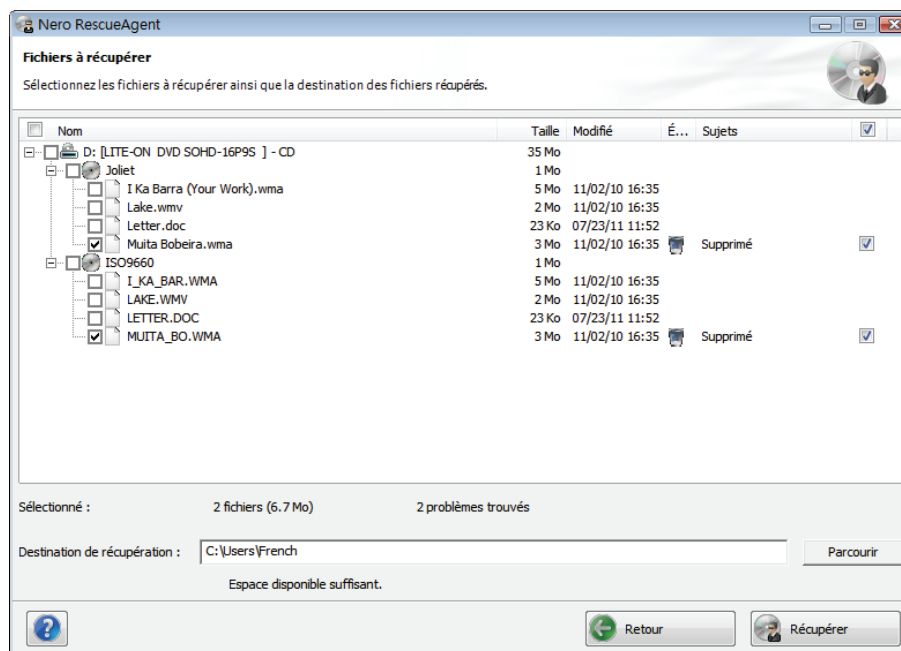 Nero RescueAgent
Fichiers à récupérer
Sélectionnez les fichiers à récupérer ainsi que la destination des fichiers récupérés.
Nom Taille Modifié É... Sujets
D: [LITE-ON DVD SOHD-16P9S ] - CD 35 Mo
Joliet 1 Mo
I Ka Barra (Your Work).wma 5 Mo 11/02/10 16:35
Lake.wmv 2 Mo 11/02/10 16:35
Letter.doc 23 Ko 07/23/11 11:52
Muita Bobeira.wma 3 Mo 11/02/10 16:35 Supprimé
ISO9660 1 Mo
I_KA_BAR.WMA 5 Mo 11/02/10 16:35
LAKE.WMV 2 Mo 11/02/10 16:35
LETTER.DOC 23 Ko 07/23/11 11:52
MUITA_BO.WMA 3 Mo 11/02/10 16:35 Supprimé
Sélectionné : 2 fichiers (6.7 Mo) 2 problèmes trouvés
Destination de récupération : C:\Users\French Parcourir
Espace disponible suffisant.
? Retour Récupérer